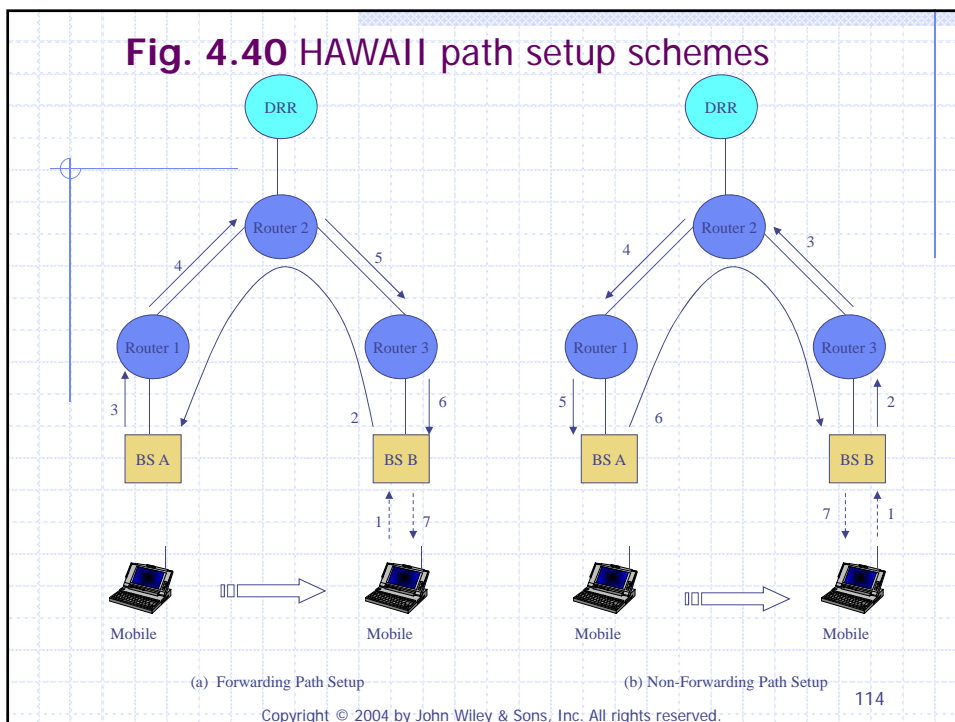 Fig. 4.40 HAWAII path setup schemes
DRR
Router 2
4
5
Router 1
Router 3
3
2
6
BS A
BS B
1
7
Mobile
Mobile
(a) Forwarding Path Setup
DRR
Router 2
4
3
Router 1
Router 3
5
6
2
BS A
BS B
7
1
Mobile
Mobile
(b) Non-Forwarding Path Setup
114
Copyright © 2004 by John Wiley & Sons, Inc. All rights reserved.